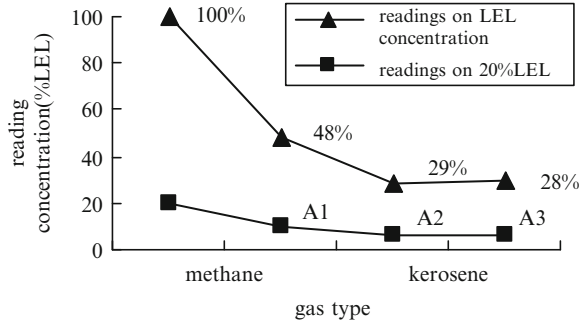 reading
concentration(%LEL)
100
80
60
40
20
0
100%
48%
29%
28%
A1
A2
A3
readings on LEL
concentration
readings on 20%LEL
methane
kerosene
gas type